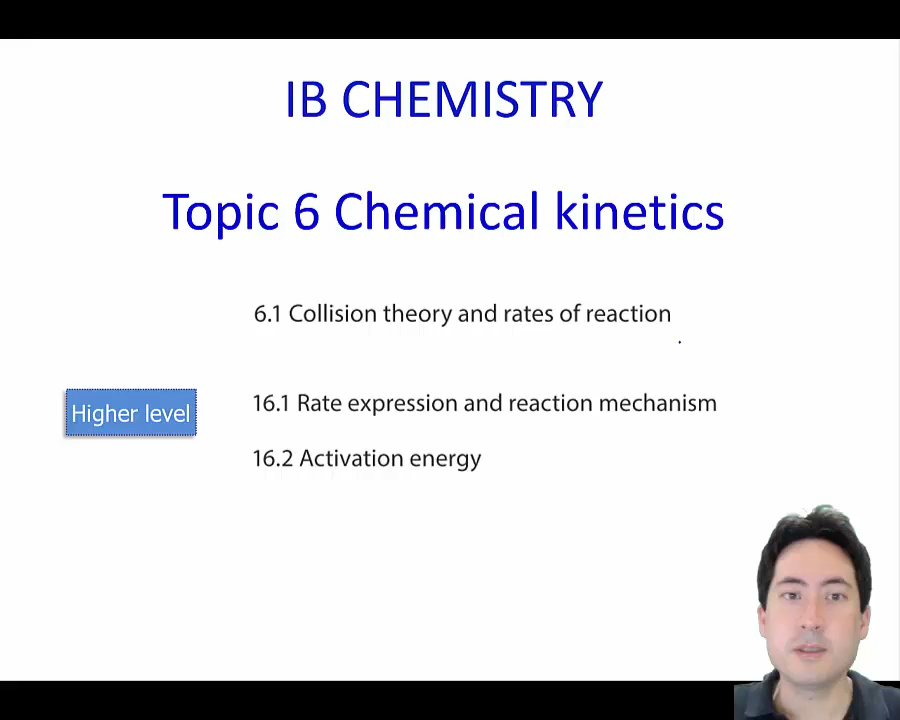 IB CHEMISTRY
Topic 6 Chemical kinetics
6.1 Collision theory and rates of reaction
Higher level
16.1 Rate expression and reaction mechanism
16.2 Activation energy